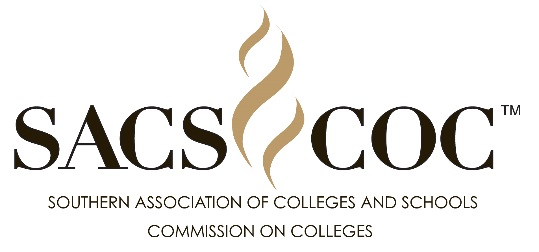 SACS COC™
SOUTHERN ASSOCIATION OF COLLEGES AND SCHOOLS
COMMISSION ON COLLEGES